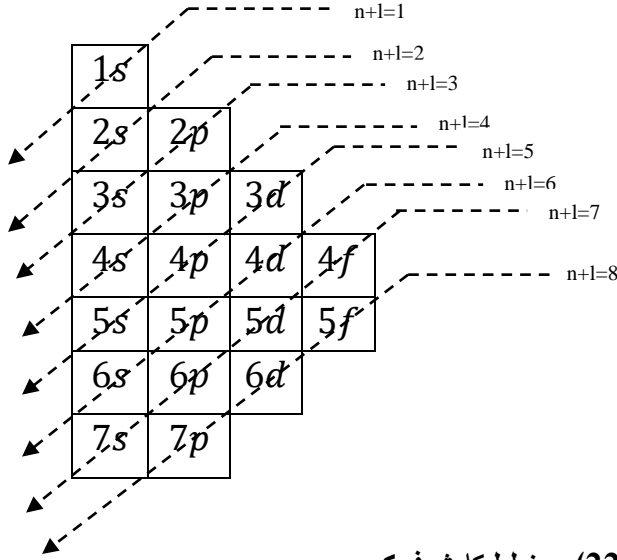 n+l=1
n+l=2
1s
n+l=3
n+l=4
2s 2p
n+l=5
n+l=6
3s 3p 3d
n+l=7
4s 4p 4d 4f
n+l=8
5s 5p 5d 5f
6s 6p 6d
7s 7p